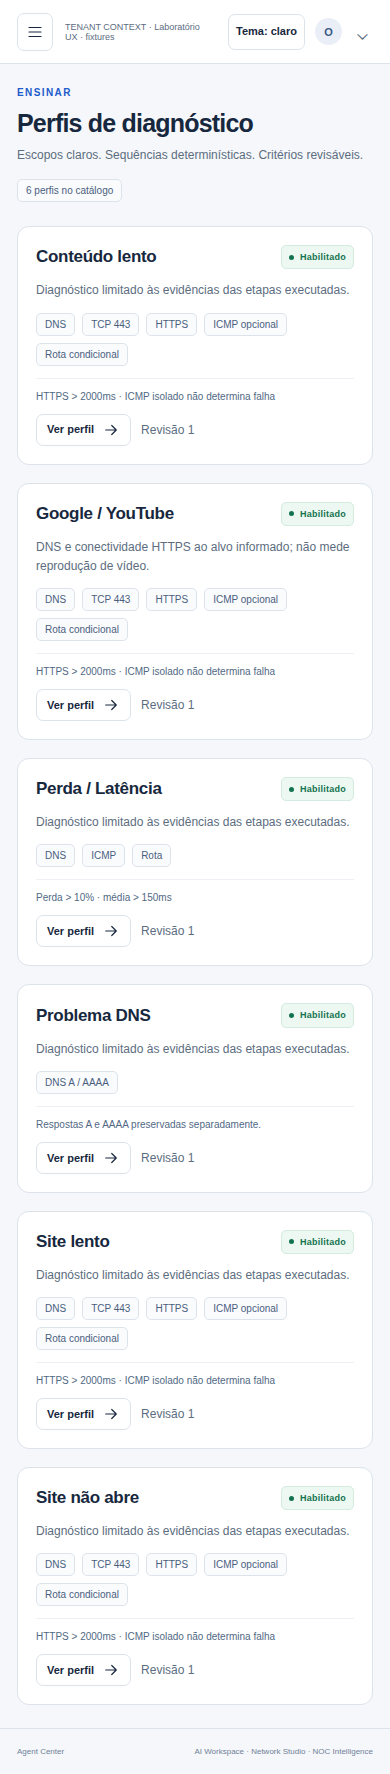 TENANT CONTEXT · Laboratório
UX · fixtures
Tema: claro
O
ENSINAR
Perfis de diagnóstico
Escopos claros. Sequências determinísticas. Critérios revisáveis.
6 perfis no catálogo
Conteúdo lento
Habilitado
Diagnóstico limitado às evidências das etapas executadas.
DNS TCP 443 HTTPS ICMP opcional
Rota condicional
HTTPS > 2000ms · ICMP isolado não determina falha
Ver perfil Revisão 1
Google / YouTube
Habilitado
DNS e conectividade HTTPS ao alvo informado; não mede
reprodução de vídeo.
DNS TCP 443 HTTPS ICMP opcional
Rota condicional
HTTPS > 2000ms · ICMP isolado não determina falha
Ver perfil Revisão 1
Perda / Latência
Habilitado
Diagnóstico limitado às evidências das etapas executadas.
DNS ICMP Rota
Perda > 10% · média > 150ms
Ver perfil Revisão 1
Problema DNS
Habilitado
Diagnóstico limitado às evidências das etapas executadas.
DNS A / AAAA
Respostas A e AAAA preservadas separadamente.
Ver perfil Revisão 1
Site lento
Habilitado
Diagnóstico limitado às evidências das etapas executadas.
DNS TCP 443 HTTPS ICMP opcional
Rota condicional
HTTPS > 2000ms · ICMP isolado não determina falha
Ver perfil Revisão 1
Site não abre
Habilitado
Diagnóstico limitado às evidências das etapas executadas.
DNS TCP 443 HTTPS ICMP opcional
Rota condicional
HTTPS > 2000ms · ICMP isolado não determina falha
Ver perfil Revisão 1
Agent Center
AI Workspace · Network Studio · NOC Intelligence